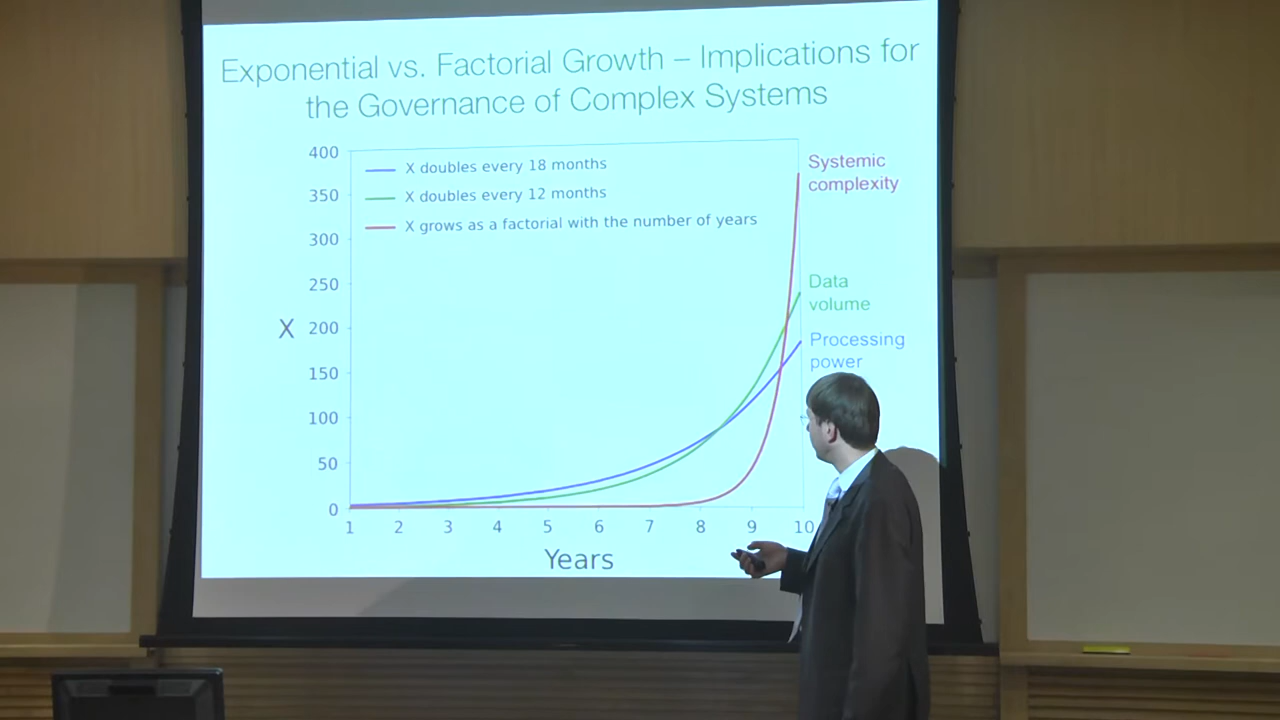 Exponential vs. Factorial Growth – Implications for
the Governance of Complex Systems
400
350
300
250
200
150
100
50
0
X
X doubles every 18 months
X doubles every 12 months
X grows as a factorial with the number of years
Systemic
complexity
Data
volume
Processing
power
1 2 3 4 5 6 7 8 9 10
Years